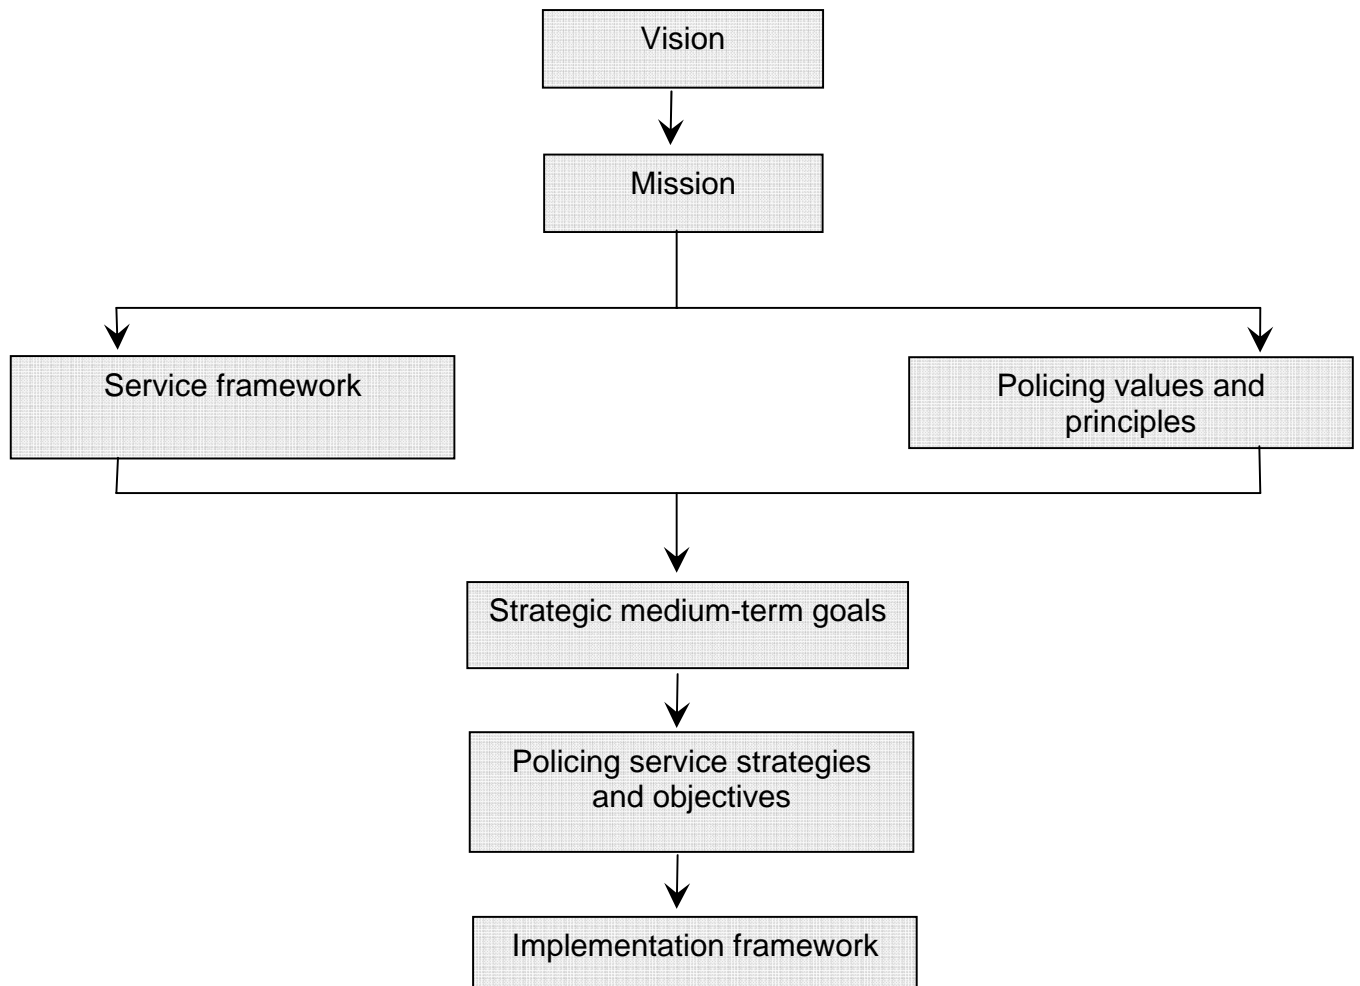 Vision
Mission
Service framework
Policing values and
principles
Strategic medium-term goals
Policing service strategies
and objectives
Implementation framework